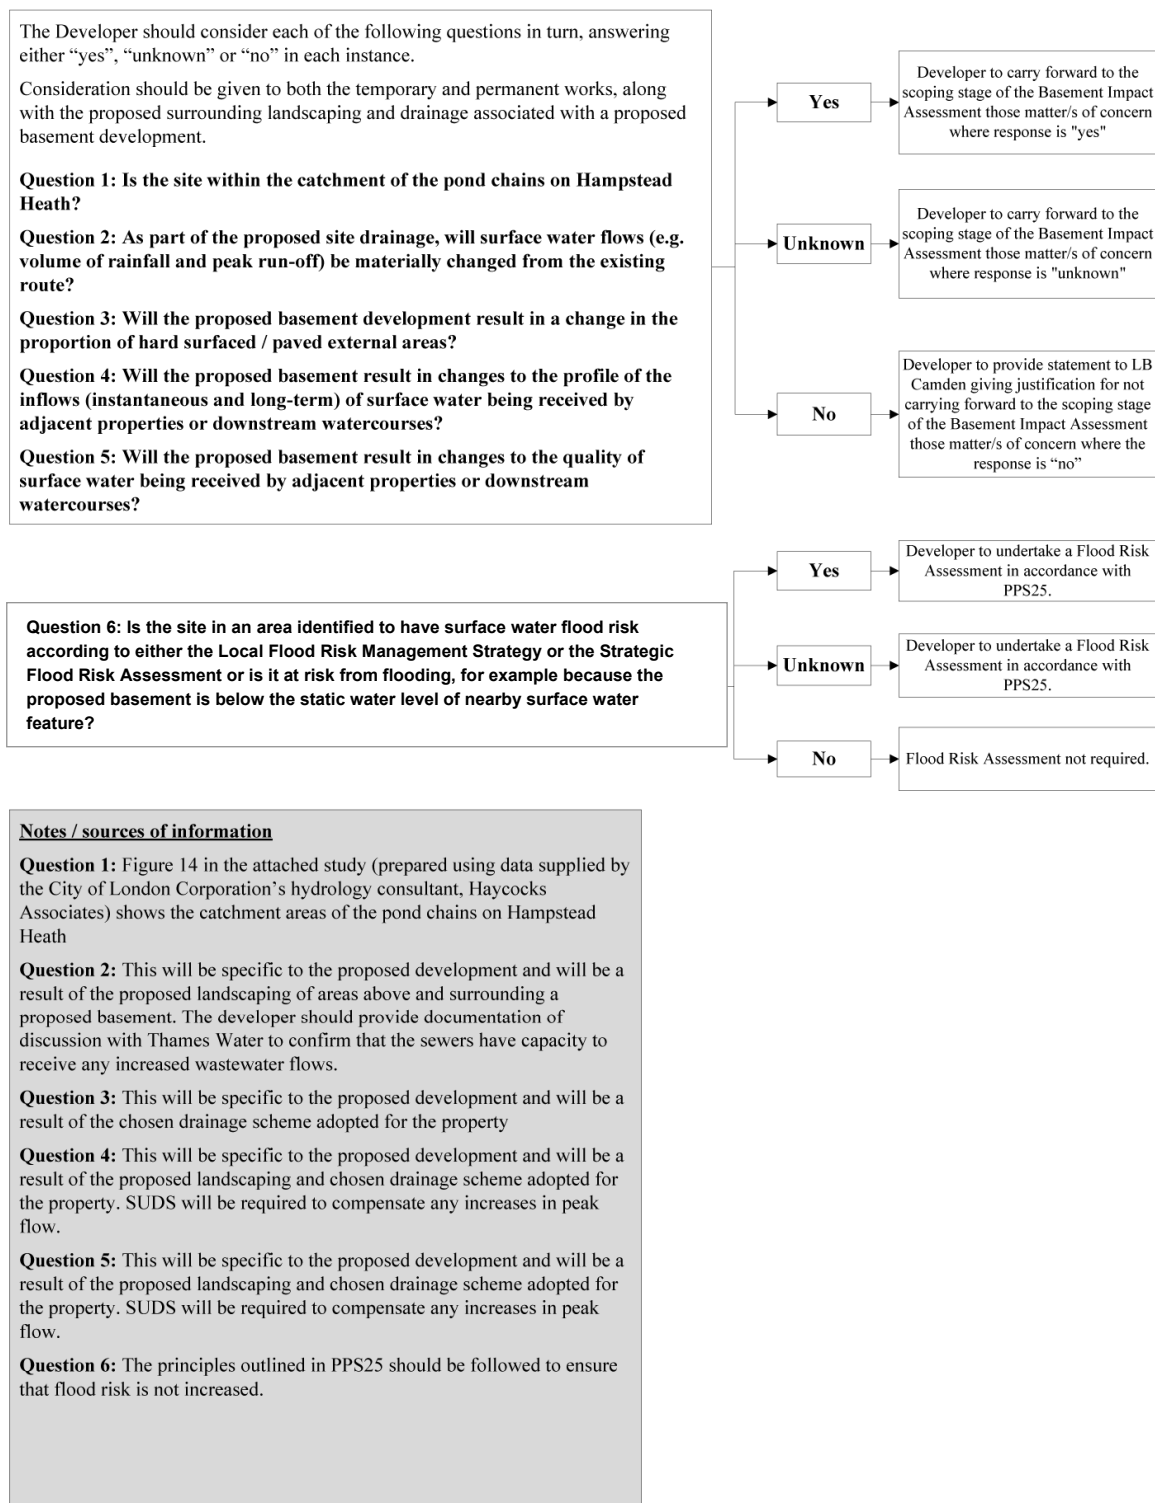 The Developer should consider each of the following questions in turn, answering
either “yes”, “unknown” or “no” in each instance.
Consideration should be given to both the temporary and permanent works, along
with the proposed surrounding landscaping and drainage associated with a proposed
basement development.
Question 1: Is the site within the catchment of the pond chains on Hampstead
Heath?
Question 2: As part of the proposed site drainage, will surface water flows (e.g.
volume of rainfall and peak run-off) be materially changed from the existing
route?
Question 3: Will the proposed basement development result in a change in the
proportion of hard surfaced / paved external areas?
Question 4: Will the proposed basement result in changes to the profile of the
inflows (instantaneous and long-term) of surface water being received by
adjacent properties or downstream watercourses?
Question 5: Will the proposed basement result in changes to the quality of
surface water being received by adjacent properties or downstream
watercourses?
Yes
Developer to carry forward to the
scoping stage of the Basement Impact
Assessment those matter/s of concern
where response is "yes"
Unknown
Developer to carry forward to the
scoping stage of the Basement Impact
Assessment those matter/s of concern
where response is "unknown"
No
Developer to provide statement to LB
Camden giving justification for not
carrying forward to the scoping stage
of the Basement Impact Assessment
those matter/s of concern where the
response is “no”
Question 6: Is the site in an area identified to have surface water flood risk
according to either the Local Flood Risk Management Strategy or the Strategic
Flood Risk Assessment or is it at risk from flooding, for example because the
proposed basement is below the static water level of nearby surface water
feature?
Yes
Developer to undertake a Flood Risk
Assessment in accordance with
PPS25.
Unknown
Developer to undertake a Flood Risk
Assessment in accordance with
PPS25.
No
Flood Risk Assessment not required.
Notes / sources of information
Question 1: Figure 14 in the attached study (prepared using data supplied by
the City of London Corporation’s hydrology consultant, Haycocks
Associates) shows the catchment areas of the pond chains on Hampstead
Heath
Question 2: This will be specific to the proposed development and will be a
result of the proposed landscaping of areas above and surrounding a
proposed basement. The developer should provide documentation of
discussion with Thames Water to confirm that the sewers have capacity to
receive any increased wastewater flows.
Question 3: This will be specific to the proposed development and will be a
result of the chosen drainage scheme adopted for the property
Question 4: This will be specific to the proposed development and will be a
result of the proposed landscaping and chosen drainage scheme adopted for
the property. SUDS will be required to compensate any increases in peak
flow.
Question 5: This will be specific to the proposed development and will be a
result of the proposed landscaping and chosen drainage scheme adopted for
the property. SUDS will be required to compensate any increases in peak
flow.
Question 6: The principles outlined in PPS25 should be followed to ensure
that flood risk is not increased.